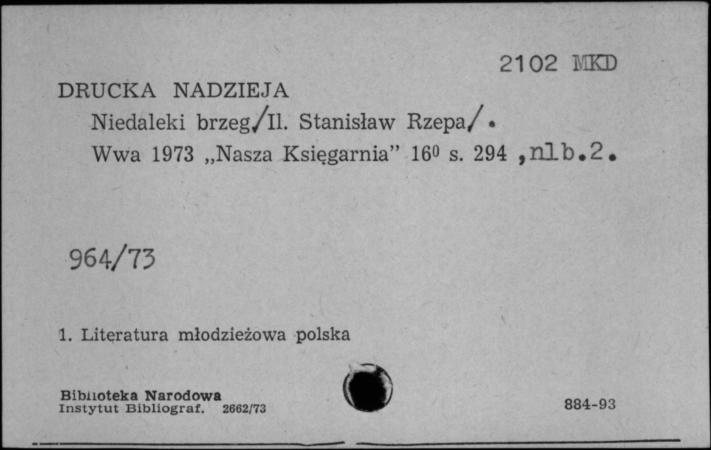 2102 MKD
DRUCKA NADZIEJA
Niedaleki brzeg/Il. Stanisław Rzepa/.
Wwa 1973 „Nasza Księgarnia” 16⁰ s. 294 ,nlb.2.
964/73
1. Literatura młodzieżowa polska
Biblioteka Narodowa
Instytut Bibliograf. 2662/73
884-93